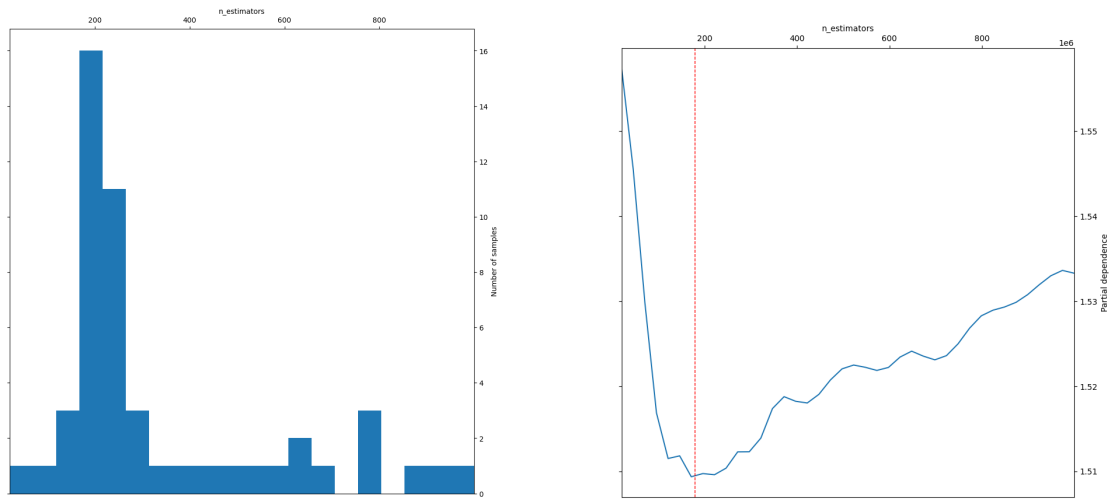 n_estimators
200 400 600 800
16
14
12
10
8
6
4
2
0
Number of samples
n_estimators
200 400 600 800
1e6
1.55
1.54
1.53
1.52
1.51
Partial dependence